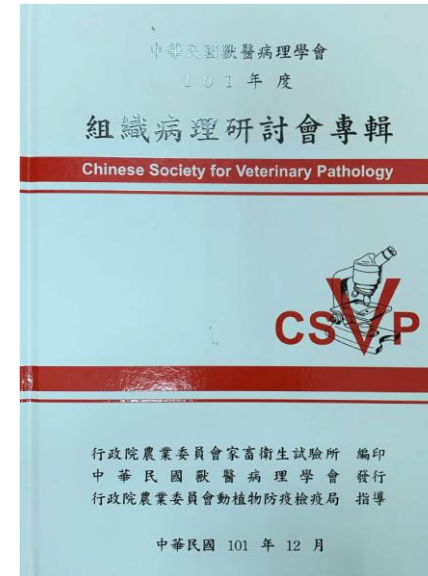 中華民國獸醫病理學會
101年度
組織病理研討會專輯
Chinese Society for Veterinary Pathology
CSVP
行政院農業委員會家畜衛生試驗所 編印
中華民國獸醫病理學會 發行
行政院農業委員會動植物防疫檢疫局 指導
中華民國 101 年 12 月